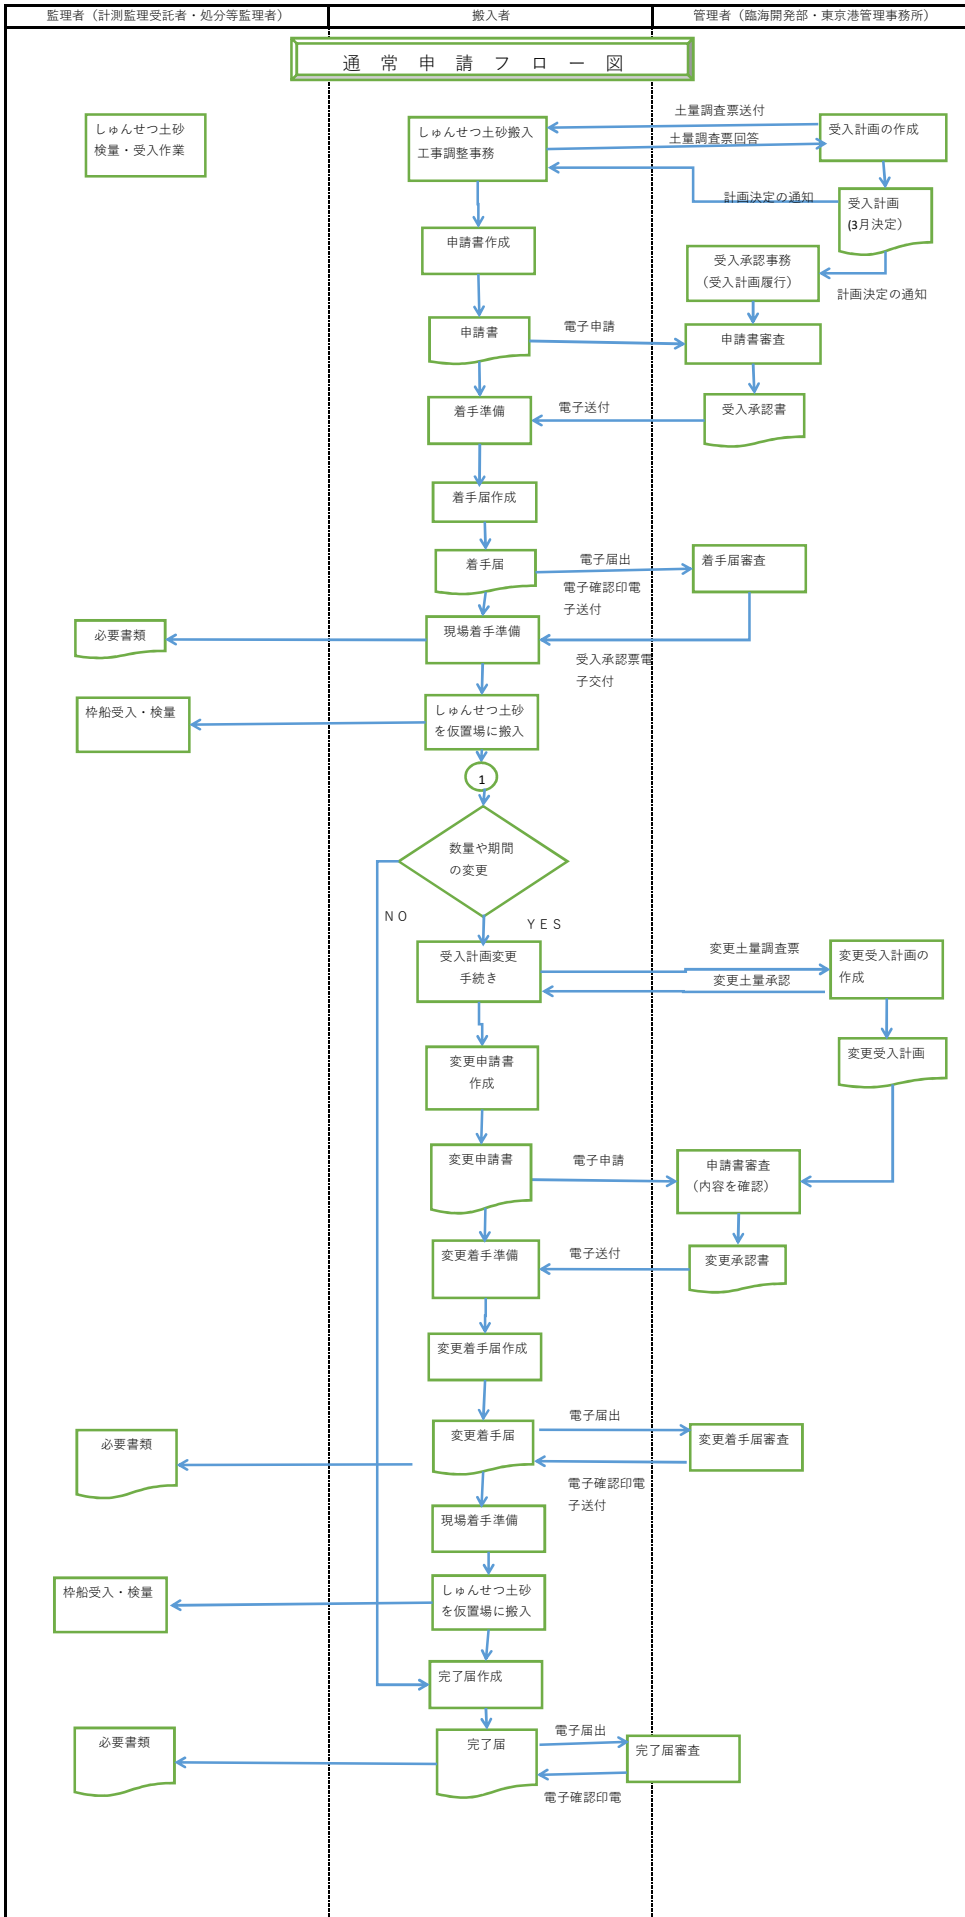 監理者（計測監理受託者・処分等監理者）
搬入者
管理者（臨海開発部・東京港管理事務所）
通常申請フロー図
しゅんせつ土砂
検量・受入作業
しゅんせつ土砂搬入
工事調整事務
土量調査票送付
土量調査票回答
受入計画の作成
計画決定の通知
受入計画
(3月決定）
申請書作成
受入承認事務
（受入計画履行）
計画決定の通知
申請書
電子申請
申請書審査
着手準備
電子送付
受入承認書
着手届作成
着手届
電子届出
着手届審査
電子確認印電
子送付
必要書類
現場着手準備
受入承認票電
子交付
枠船受入・検量
しゅんせつ土砂
を仮置場に搬入
1
数量や期間
の変更
ＮＯ
ＹＥＳ
受入計画変更
手続き
変更土量調査票
変更土量承認
変更受入計画の
作成
変更申請書
作成
変更受入計画
変更申請書
電子申請
申請書審査
（内容を確認）
変更着手準備
電子送付
変更承認書
変更着手届作成
必要書類
変更着手届
電子届出
変更着手届審査
電子確認印電
子送付
現場着手準備
枠船受入・検量
しゅんせつ土砂
を仮置場に搬入
完了届作成
必要書類
完了届
電子届出
完了届審査
電子確認印電